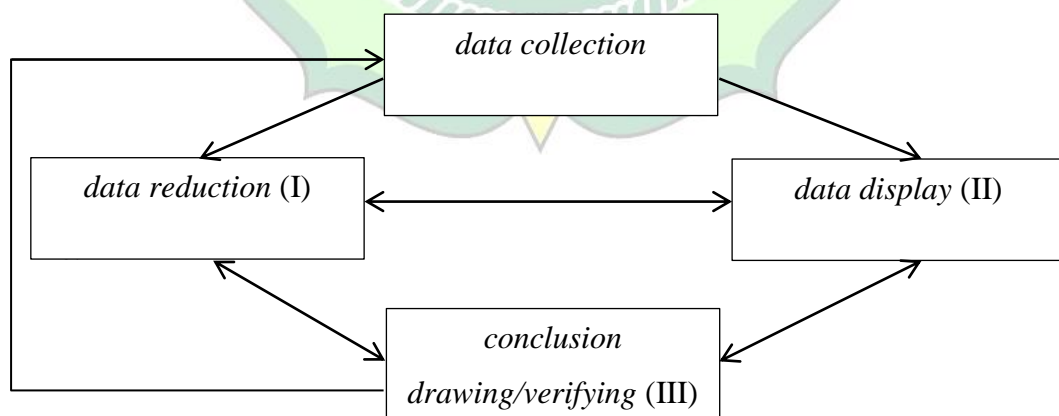 data collection
data reduction (I)
data display (II)
conclusion
drawing/verifying (III)